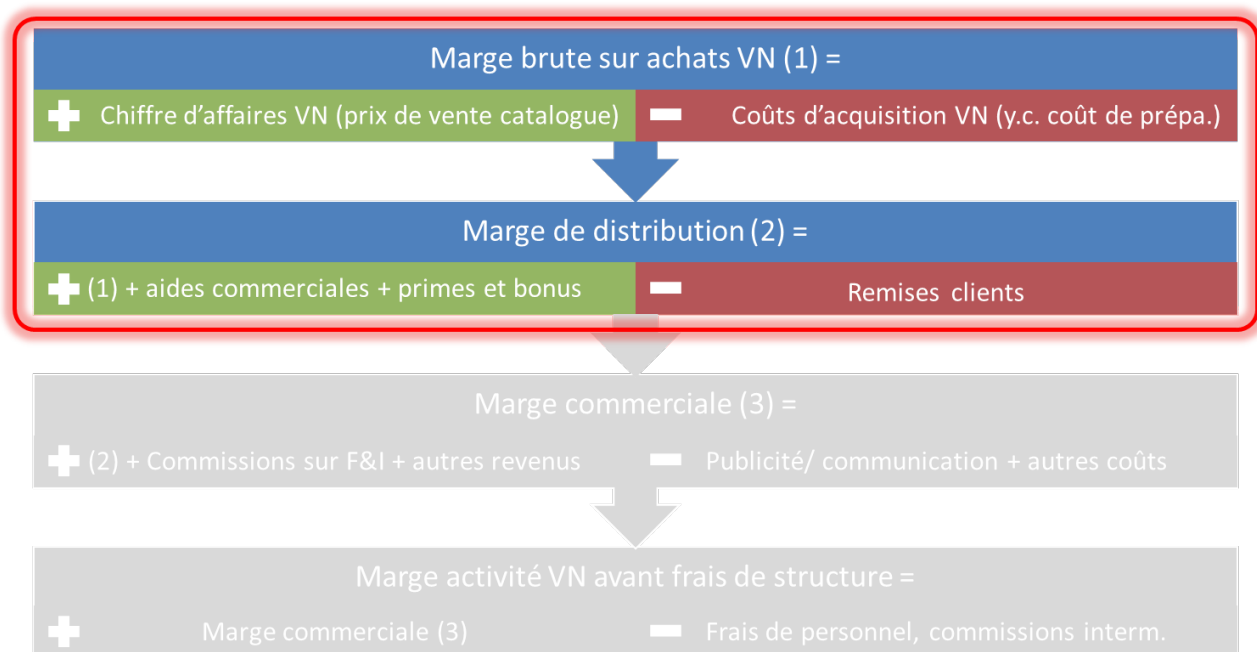 Marge brute sur achats VN (1) =
+ Chiffre d'affaires VN (prix de vente catalogue)
- Coûts d'acquisition VN (y.c. coût de prépa.)
Marge de distribution (2) =
+ (1) + aides commerciales + primes et bonus
- Remises clients
Marge commerciale (3) =
+ (2) + Commissions sur F&I + autres revenus
- Publicité/ communication + autres coûts
Marge activité VN avant frais de structure =
+ Marge commerciale (3)
- Frais de personnel, commissions interm.